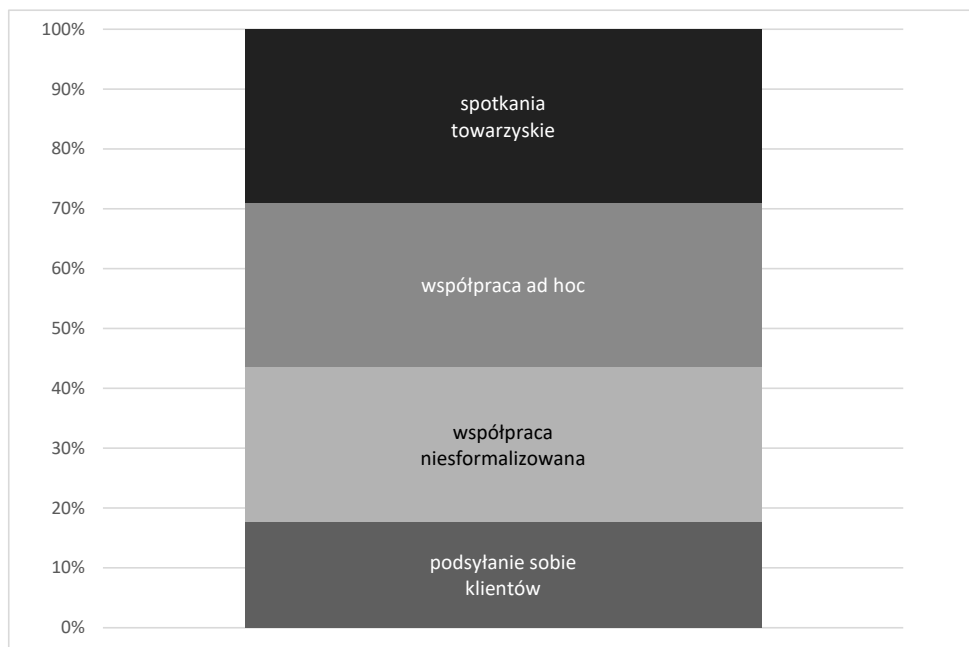 100%
90%
80%
70%
60%
50%
40%
30%
20%
10%
0%
spotkania
towarzyskie
współpraca ad hoc
współpraca
niesformalizowana
podsyłanie sobie
klientów